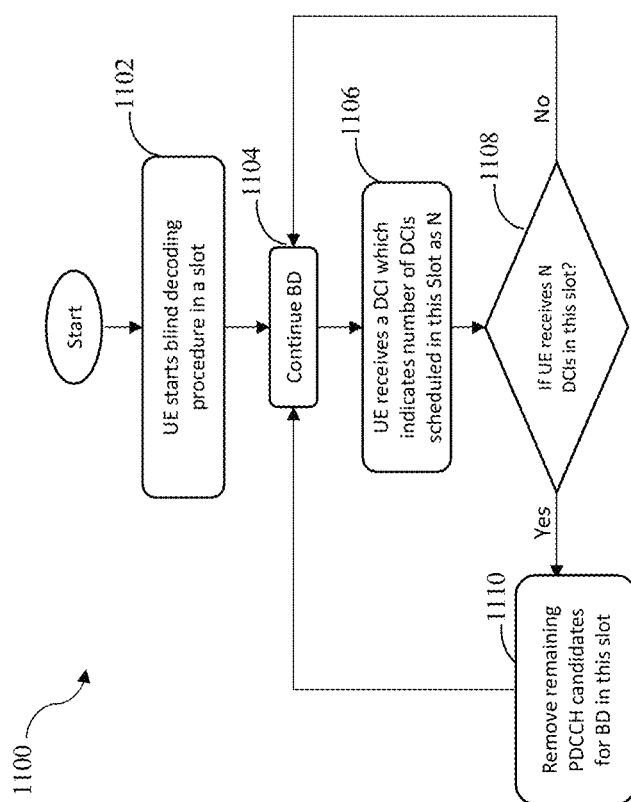 1100
Start
1102
UE starts blind decoding
procedure in a slot
1104
Continue BD
1106
UE receives a DCI which
indicates number of DCIs
scheduled in this Slot as N
1108
If UE receives N
DCIs in this slot?
No
Yes
1110
Remove remaining
PDCCH candidates
for BD in this slot